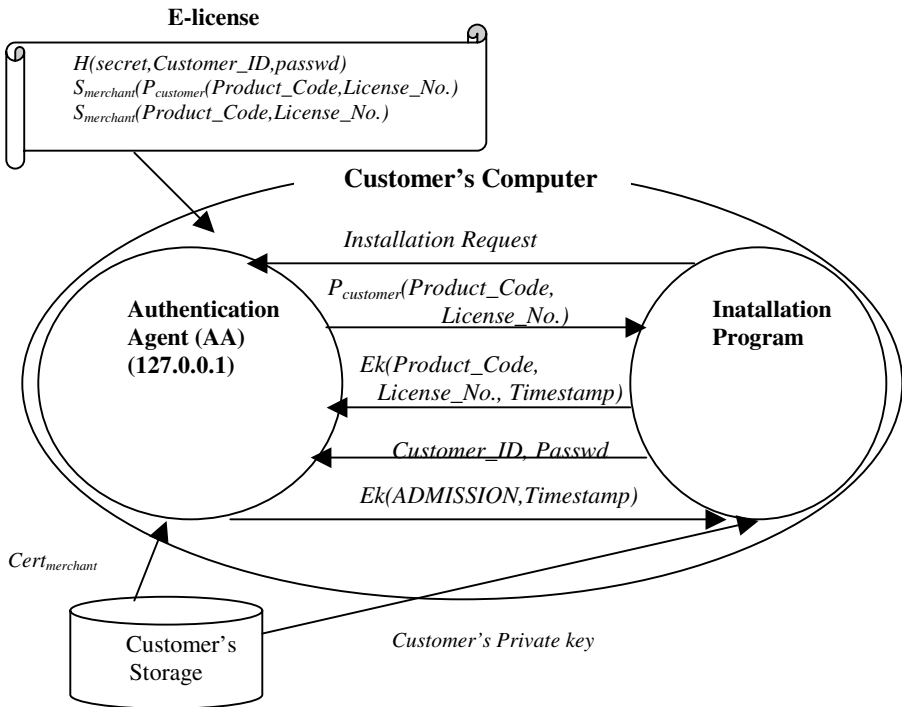 E-license
H(secret,Customer_ID,passwd)
Smerchant(Pcustomer(Product_Code,License_No.)
Smerchant(Product_Code,License_No.)
Customer's Computer
Installation Request
Pcustomer(Product_Code,
License_No.)
Authentication
Agent (AA)
(127.0.0.1)
Inatallation
Program
Ek(Product_Code,
License_No., Timestamp)
Customer_ID, Passwd
Ek(ADMISSION,Timestamp)
Certmerchant
Customer's
Storage
Customer's Private key